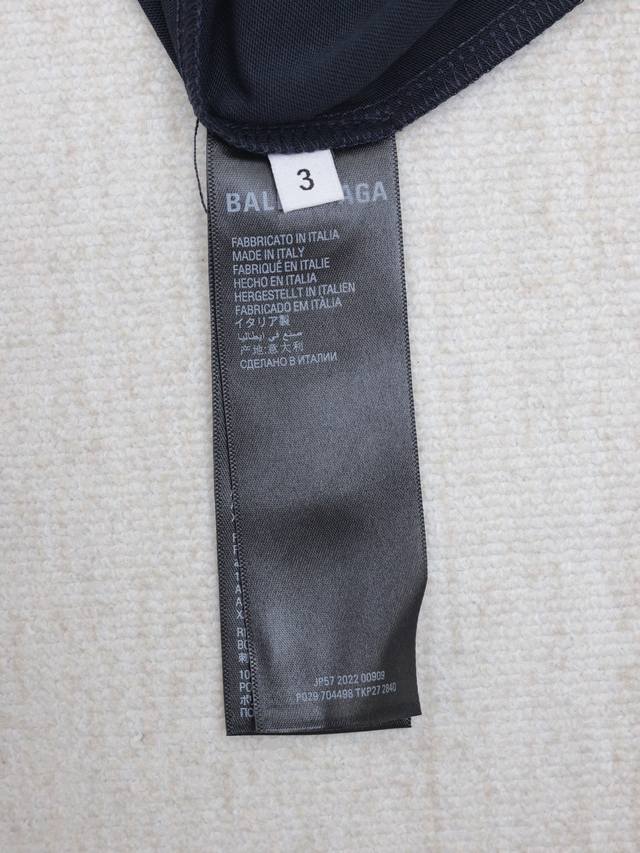 3
BAL AGA
FABBRICATO IN ITALIA
MADE IN ITALY
FABRIQUÉ EN ITALIE
HECHO EN ITALIA
HERGESTELLT IN ITALIEN
FABRICADO EM ITÁLIA
イタリア製
صنع في إيطاليا
产地:意大利
СДЕЛАНО В ИТАЛИИ
JP57 2022 00909
P029 704498 TKP27 2840